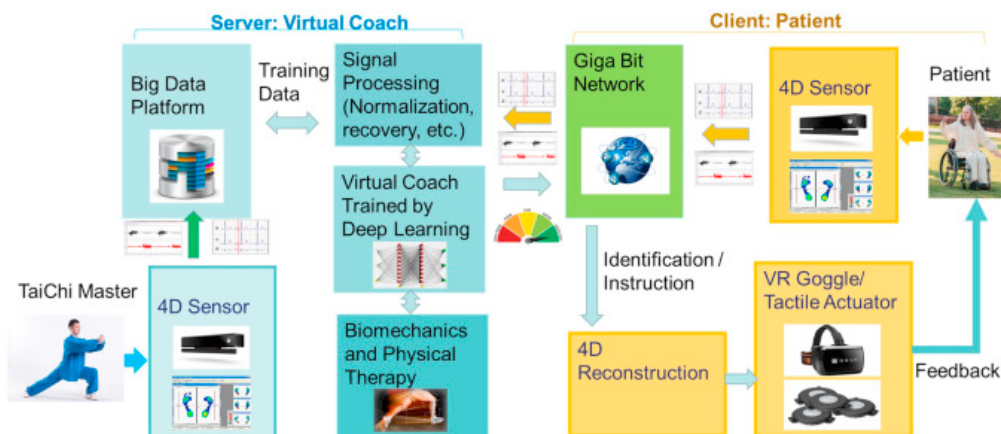 Server: Virtual Coach
Client: Patient
Big Data
Platform
Training
Data
Signal
Processing
(Normalization,
recovery, etc.)
Giga Bit
Network
4D Sensor
Patient
Virtual Coach
Trained by
Deep Learning
TaiChi Master
4D Sensor
Biomechanics
and Physical
Therapy
Identification /
Instruction
4D
Reconstruction
VR Goggle/
Tactile Actuator
Feedback